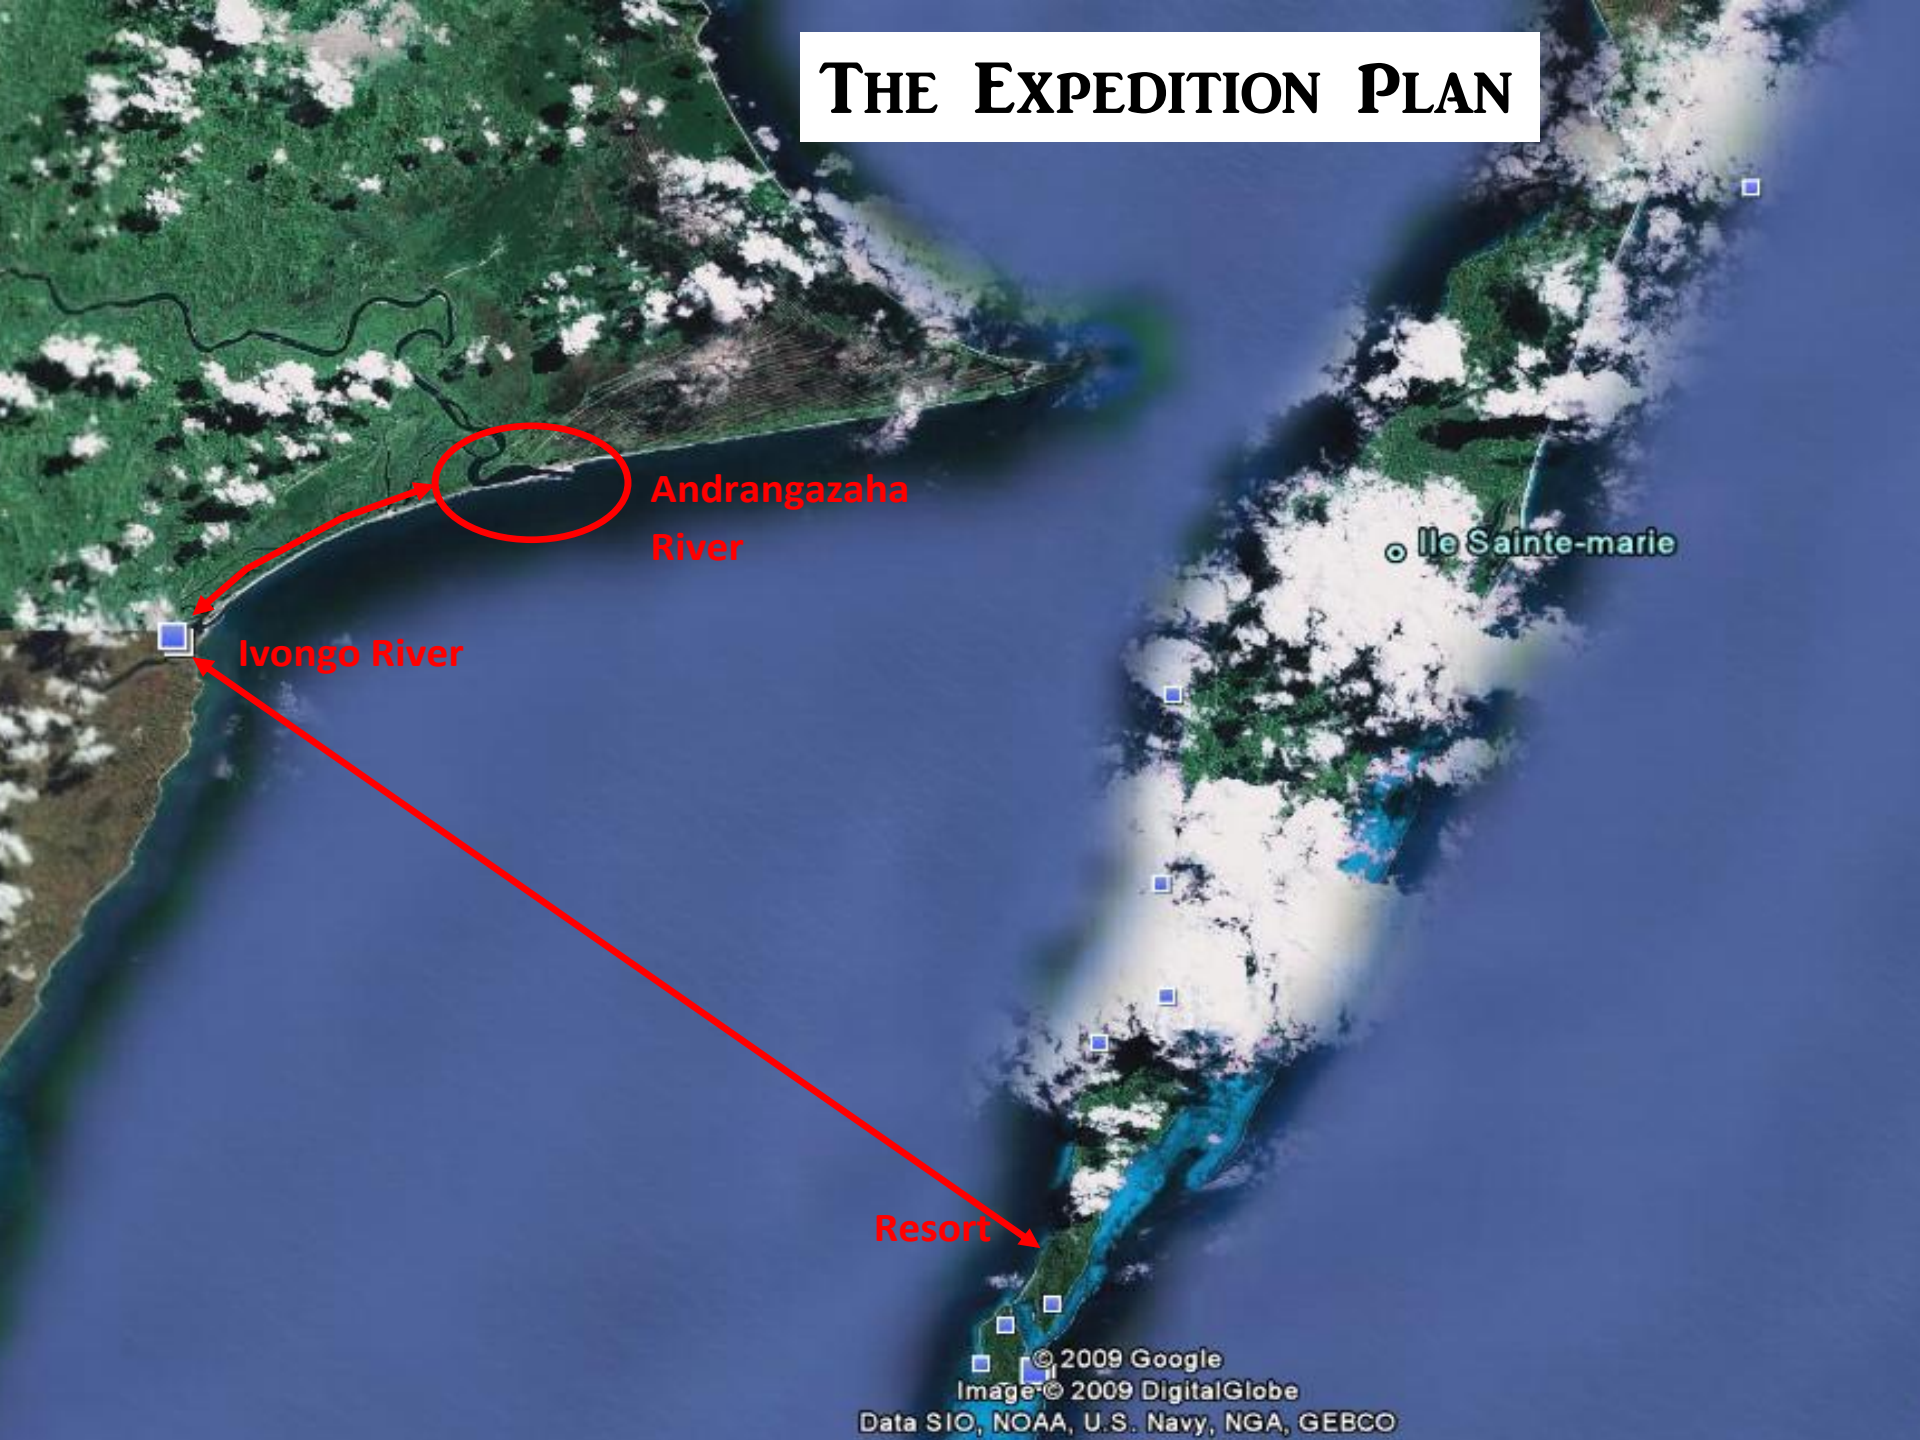 The Expedition Plan
Andrangazaha
River
Ile Sainte-marie
Ivongo River
Resort
© 2009 Google
Image © 2009 DigitalGlobe
Data SIO, NOAA, U.S. Navy, NGA, GEBCO